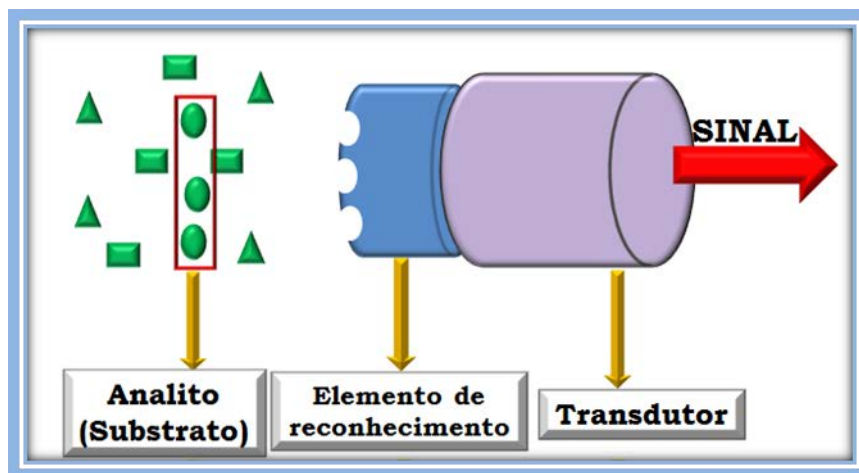 SINAL
Analito
(Substrato)
Elemento de
reconhecimento
Transdutor